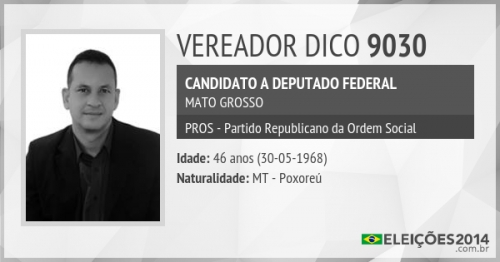 VEREADOR DICO 9030
CANDIDATO A DEPUTADO FEDERAL
MATO GROSSO
PROS - Partido Republicano da Ordem Social
Idade: 46 anos (30-05-1968)
Naturalidade: MT - Poxoreú
ELEIÇÕES2014
.com.br